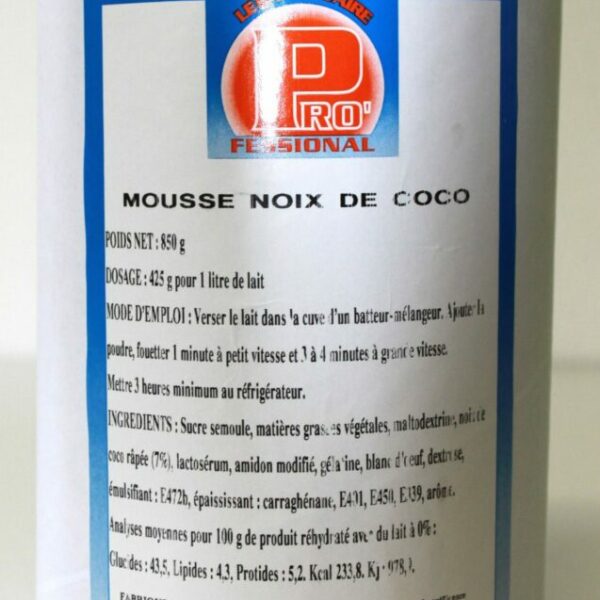 PRO'
FESSIONAL
MOUSSE NOIX DE COCO
POIDS NET : 850 g
DOSAGE : 425 g pour 1 litre de lait
MODE D'EMPLOI : Verser le lait dans la cuve d'un batteur-mélangeur. Ajouter la
poudre, fouetter 1 minute à petit vitesse et 3 à 4 minutes à grande vitesse.
Mettre 3 heures minimum au réfrigérateur.
INGREDIENTS : Sucre semoule, matières grasses végétales, maltodextrine, noix de
coco râpée (7%), lactosérum, amidon modifié, gélatine, blanc d'oeuf, dextrose,
émulsifiant : E472b, épaississant : carraghénane, E401, E450, E339, arôme.
Analyses moyennes pour 100 g de produit réhydraté avec du lait à 0% :
Glucides : 43,5, Lipides : 4,3, Protides : 5,2. Kcal 233,8. Kj